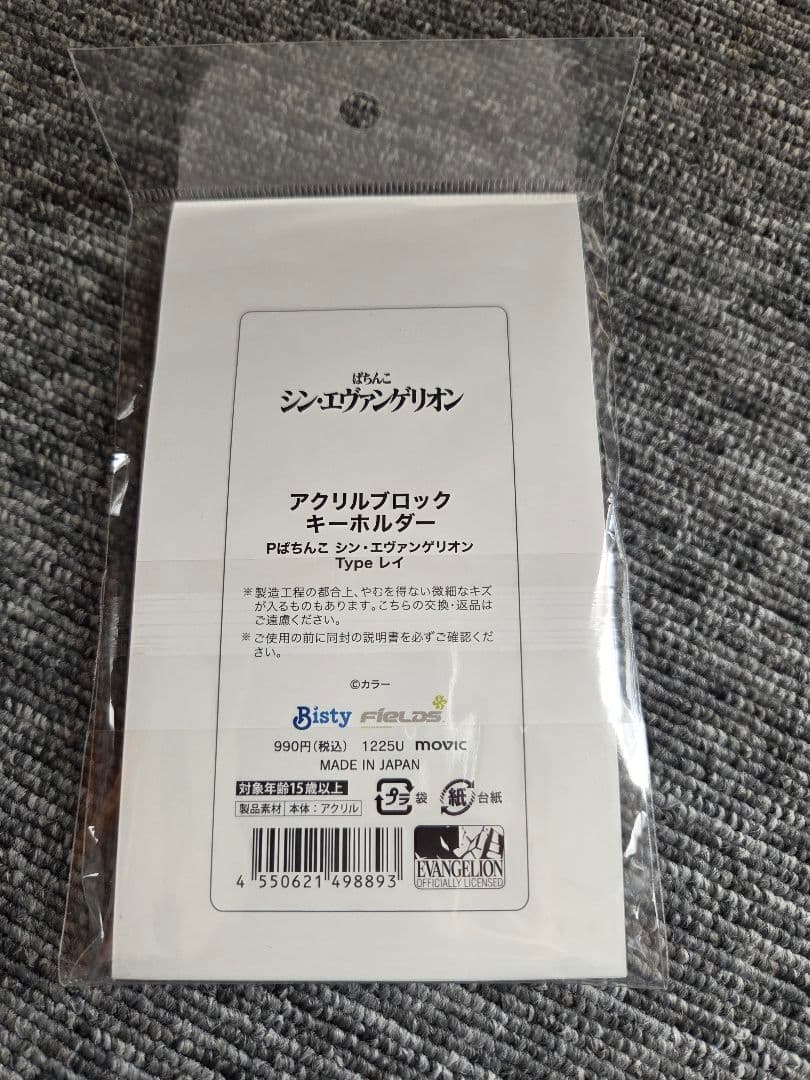 ぱちんこ
シン・エヴァンゲリオン
アクリルブロック
キーホルダー
Pぱちんこ シン・エヴァンゲリオン
Type レイ
※製造工程の都合上、やむを得ない微細なキズ
が入るものもあります。こちらの交換・返品は
ご遠慮ください。
※ご使用の前に同封の説明書を必ずご確認くだ
さい。
©カラー
Bisty FIELDS
990円(税込) 1225U movic
MADE IN JAPAN
対象年齢15歳以上
製品素材 本体：アクリル
プラ 袋 紙 台紙
4 550621 498893
EVANGELION
OFFICIALLY LICENSED